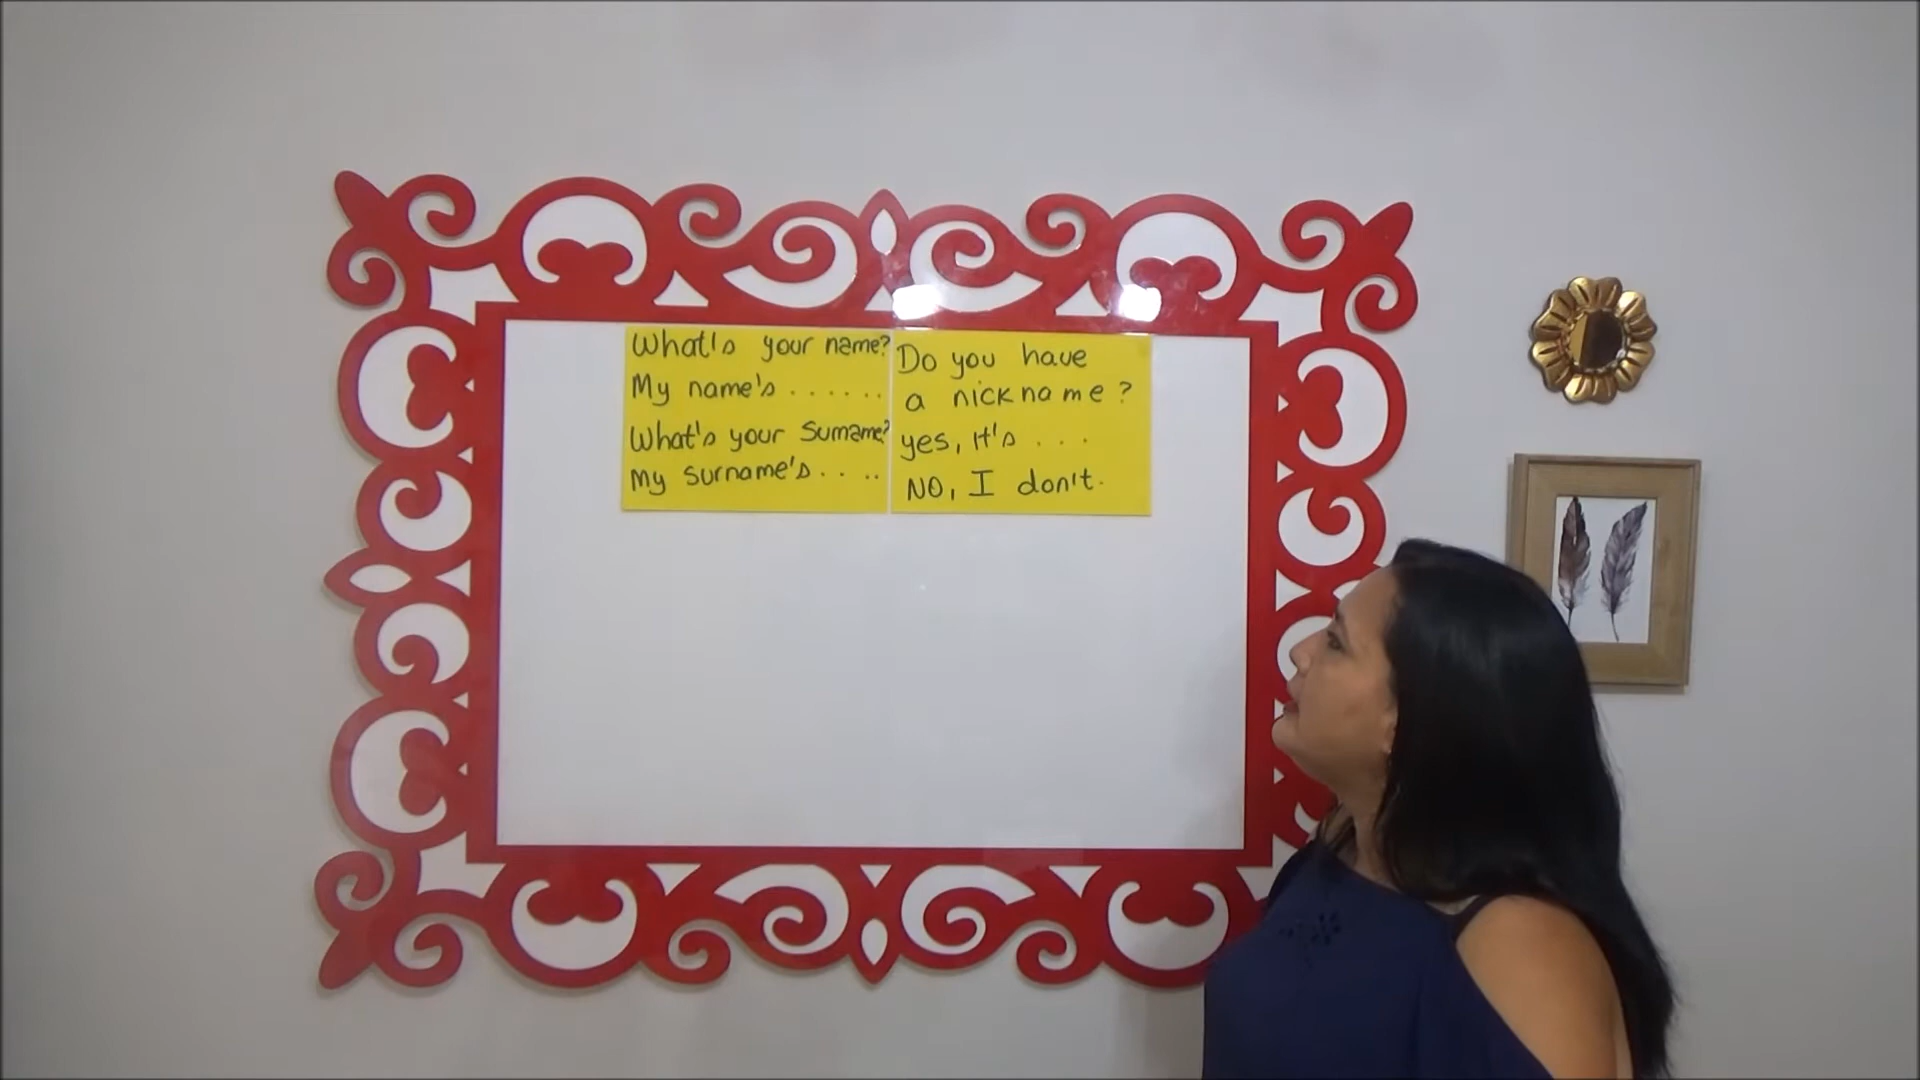 What's your name?
My name's . . . . . .
What's your Surname?
My surname's . . . .
Do you have
a nickname?
yes, it's . . .
NO, I don't.